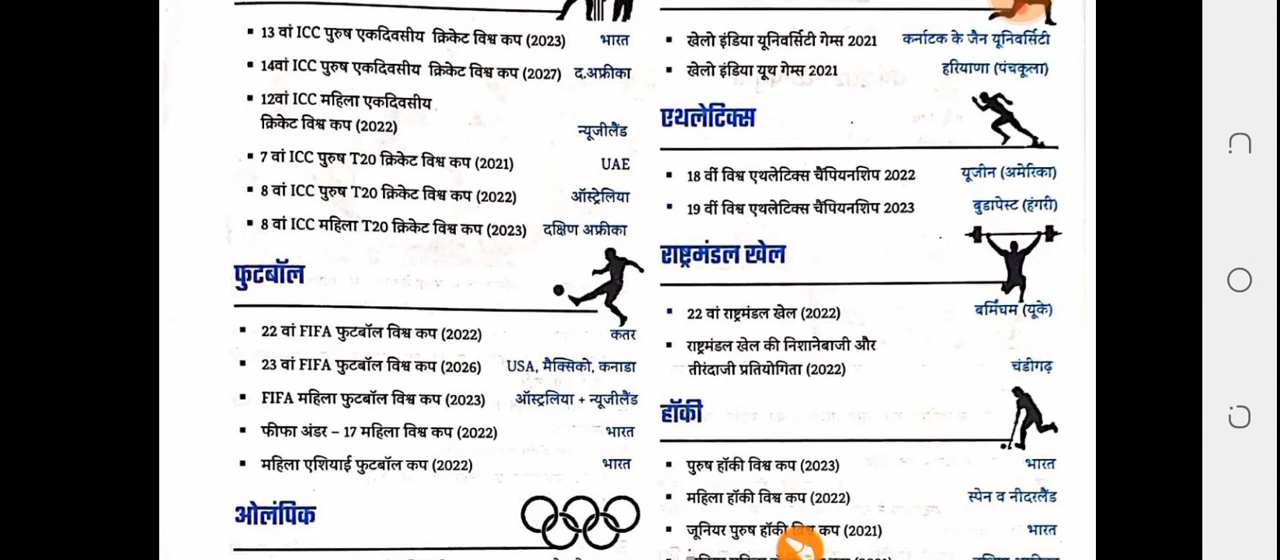 13 वां ICC पुरुष एकदिवसीय क्रिकेट विश्व कप (2023) भारत
14वां ICC पुरुष एकदिवसीय क्रिकेट विश्व कप (2027) द.अफ्रीका
12वां ICC महिला एकदिवसीय
क्रिकेट विश्व कप (2022) न्यूजीलैंड
7 वां ICC पुरुष T20 क्रिकेट विश्व कप (2021) UAE
8 वां ICC पुरुष T20 क्रिकेट विश्व कप (2022) ऑस्ट्रेलिया
8 वां ICC महिला T20 क्रिकेट विश्व कप (2023) दक्षिण अफ्रीका
फुटबॉल
22 वां FIFA फुटबॉल विश्व कप (2022) कतर
23 वां FIFA फुटबॉल विश्व कप (2026) USA, मैक्सिको, कनाडा
FIFA महिला फुटबॉल विश्व कप (2023) ऑस्ट्रलिया + न्यूजीलैंड
फीफा अंडर – 17 महिला विश्व कप (2022) भारत
महिला एशियाई फुटबॉल कप (2022) भारत
ओलंपिक
खेलो इंडिया यूनिवर्सिटी गेम्स 2021 कर्नाटक के जैन यूनिवर्सिटी
खेलो इंडिया यूथ गेम्स 2021 हरियाणा (पंचकूला)
एथलेटिक्स
18 वीं विश्व एथलेटिक्स चैंपियनशिप 2022 यूजीन (अमेरिका)
19 वीं विश्व एथलेटिक्स चैंपियनशिप 2023 बुडापेस्ट (हंगरी)
राष्ट्रमंडल खेल
22 वां राष्ट्रमंडल खेल (2022) बर्मिंघम (यूके)
राष्ट्रमंडल खेल की निशानेबाजी और
तीरंदाजी प्रतियोगिता (2022) चंडीगढ़
हॉकी
पुरुष हॉकी विश्व कप (2023) भारत
महिला हॉकी विश्व कप (2022) स्पेन व नीदरलैंड
जूनियर पुरुष हॉकी कप (2021) भारत